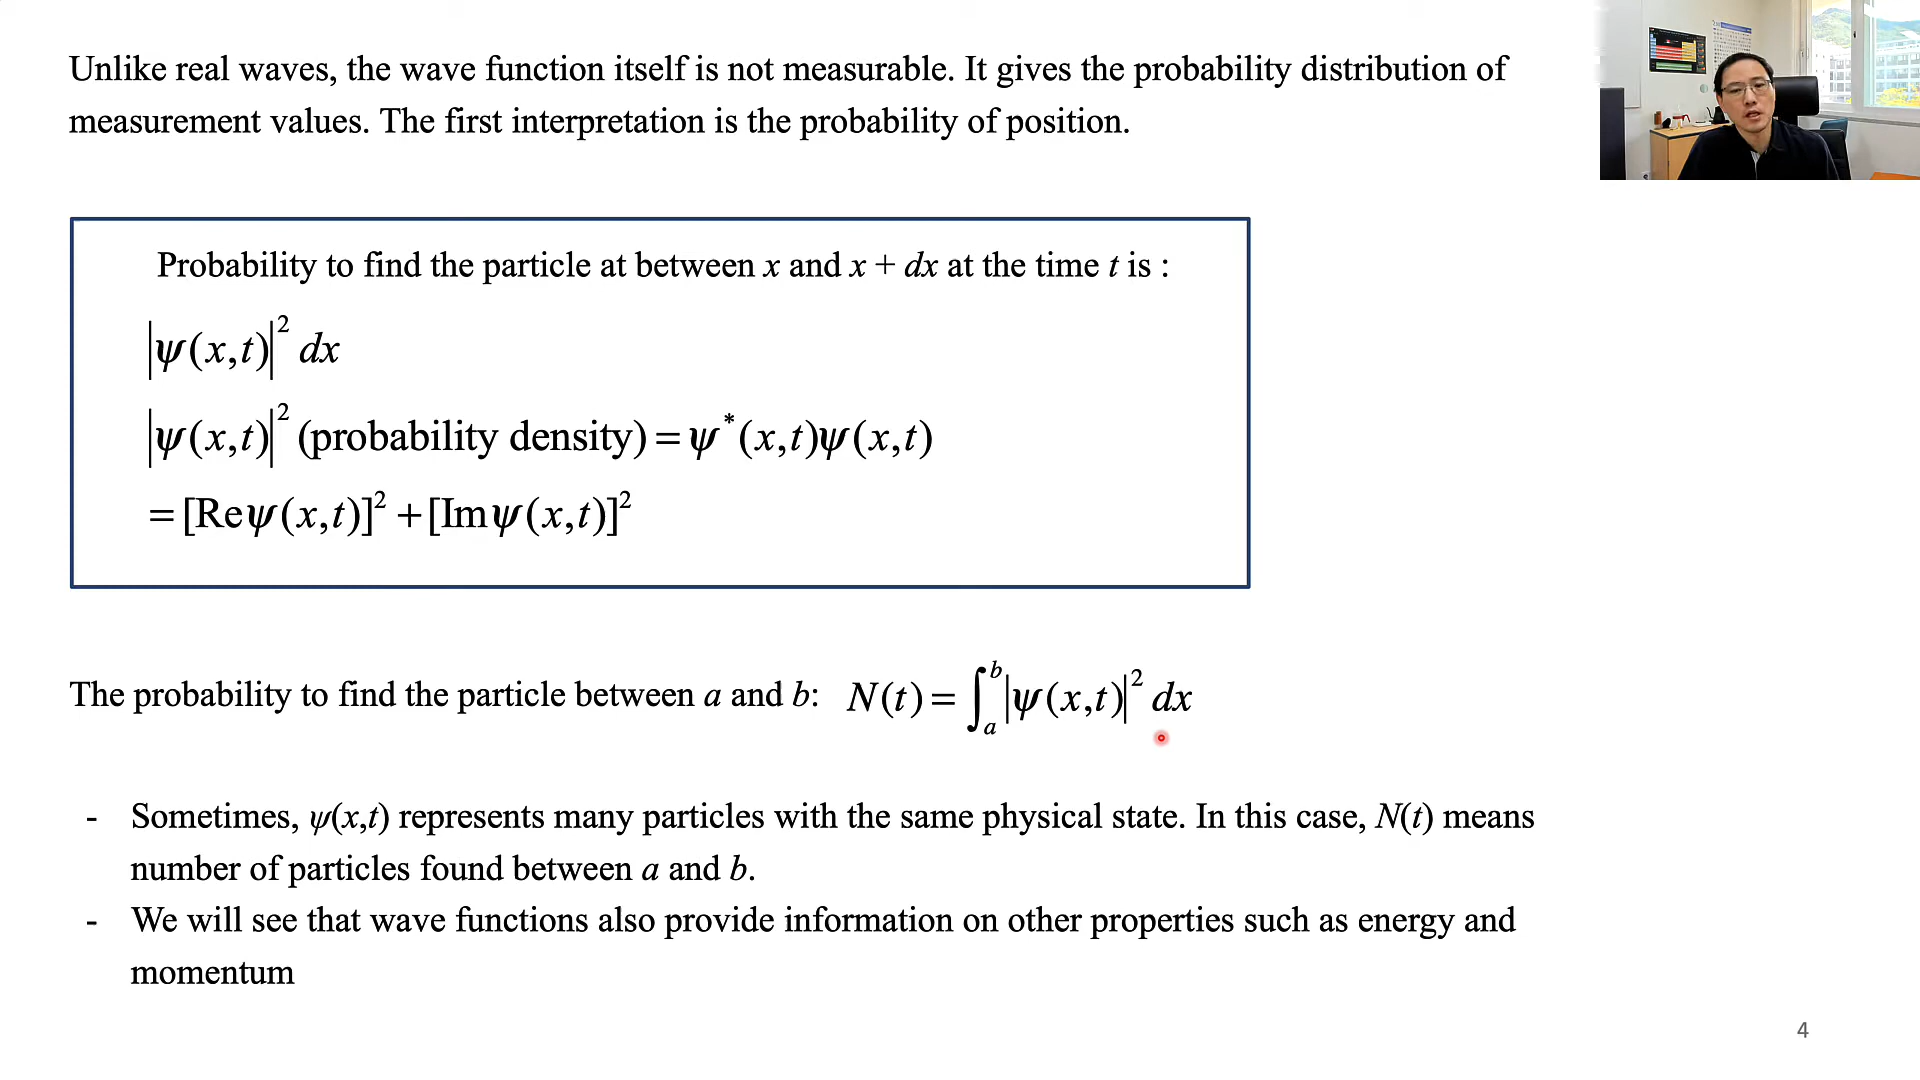 Unlike real waves, the wave function itself is not measurable. It gives the probability distribution of
measurement values. The first interpretation is the probability of position.
Probability to find the particle at between x and x + dx at the time t is :
|ψ(x,t)|² dx
|ψ(x,t)|² (probability density) = ψ*(x,t)ψ(x,t)
= [Reψ(x,t)]² + [Imψ(x,t)]²
The probability to find the particle between a and b: N(t) = ∫ₐᵇ |ψ(x,t)|² dx
- Sometimes, ψ(x,t) represents many particles with the same physical state. In this case, N(t) means
number of particles found between a and b.
- We will see that wave functions also provide information on other properties such as energy and
momentum
4